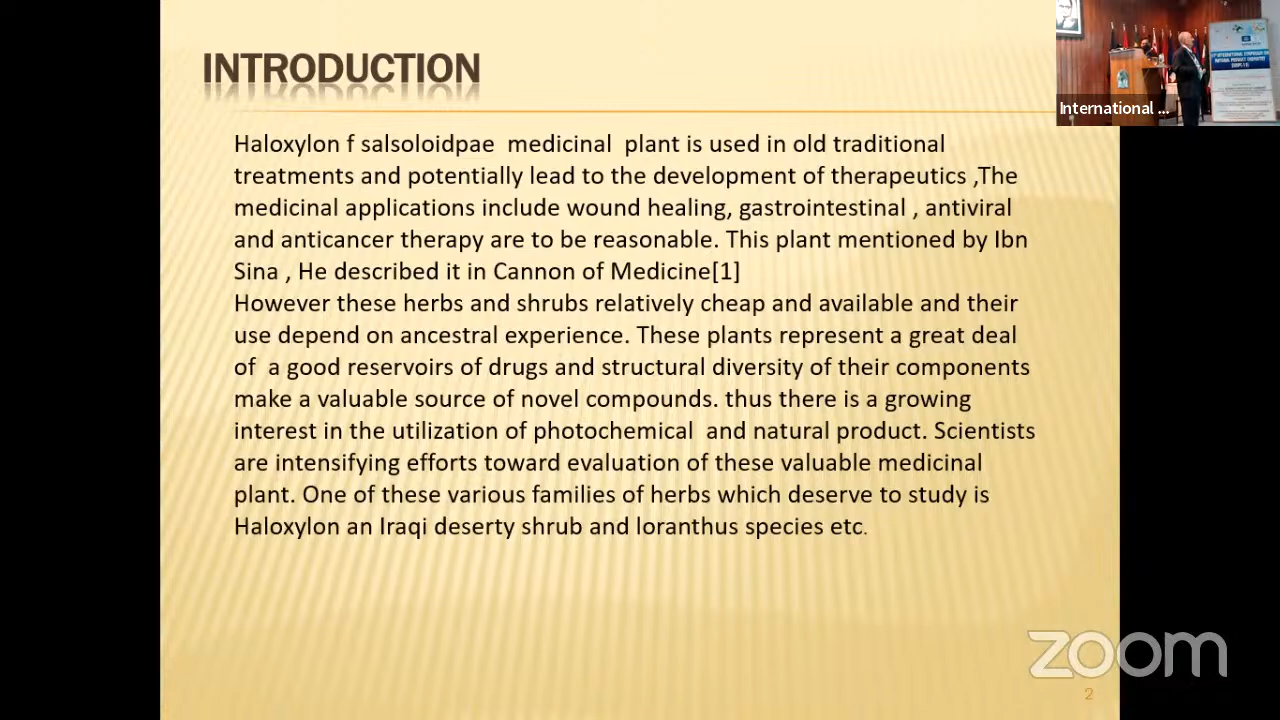 INTRODUCTION
Haloxylon f salsoloidpae medicinal plant is used in old traditional
treatments and potentially lead to the development of therapeutics ,The
medicinal applications include wound healing, gastrointestinal , antiviral
and anticancer therapy are to be reasonable. This plant mentioned by Ibn
Sina , He described it in Cannon of Medicine[1]
However these herbs and shrubs relatively cheap and available and their
use depend on ancestral experience. These plants represent a great deal
of a good reservoirs of drugs and structural diversity of their components
make a valuable source of novel compounds. thus there is a growing
interest in the utilization of photochemical and natural product. Scientists
are intensifying efforts toward evaluation of these valuable medicinal
plant. One of these various families of herbs which deserve to study is
Haloxylon an Iraqi deserty shrub and loranthus species etc.
International ...
INTERNATIONAL SYMPOSIUM ON
NATURAL PRODUCT CHEMISTRY
zoom
2